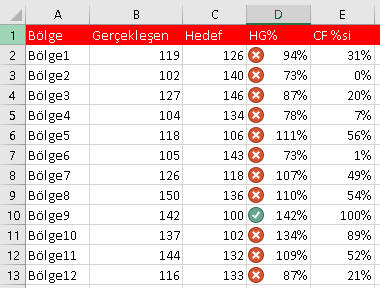 A B C D E
1 Bölge Gerçekleşen Hedef HG% CF %si
2 Bölge1 119 126 94% 31%
3 Bölge2 102 140 73% 0%
4 Bölge3 127 146 87% 20%
5 Bölge4 104 134 78% 7%
6 Bölge5 118 106 111% 56%
7 Bölge6 105 143 73% 1%
8 Bölge7 126 118 107% 49%
9 Bölge8 150 136 110% 54%
10 Bölge9 142 100 142% 100%
11 Bölge10 137 102 134% 89%
12 Bölge11 144 132 109% 52%
13 Bölge12 116 133 87% 21%